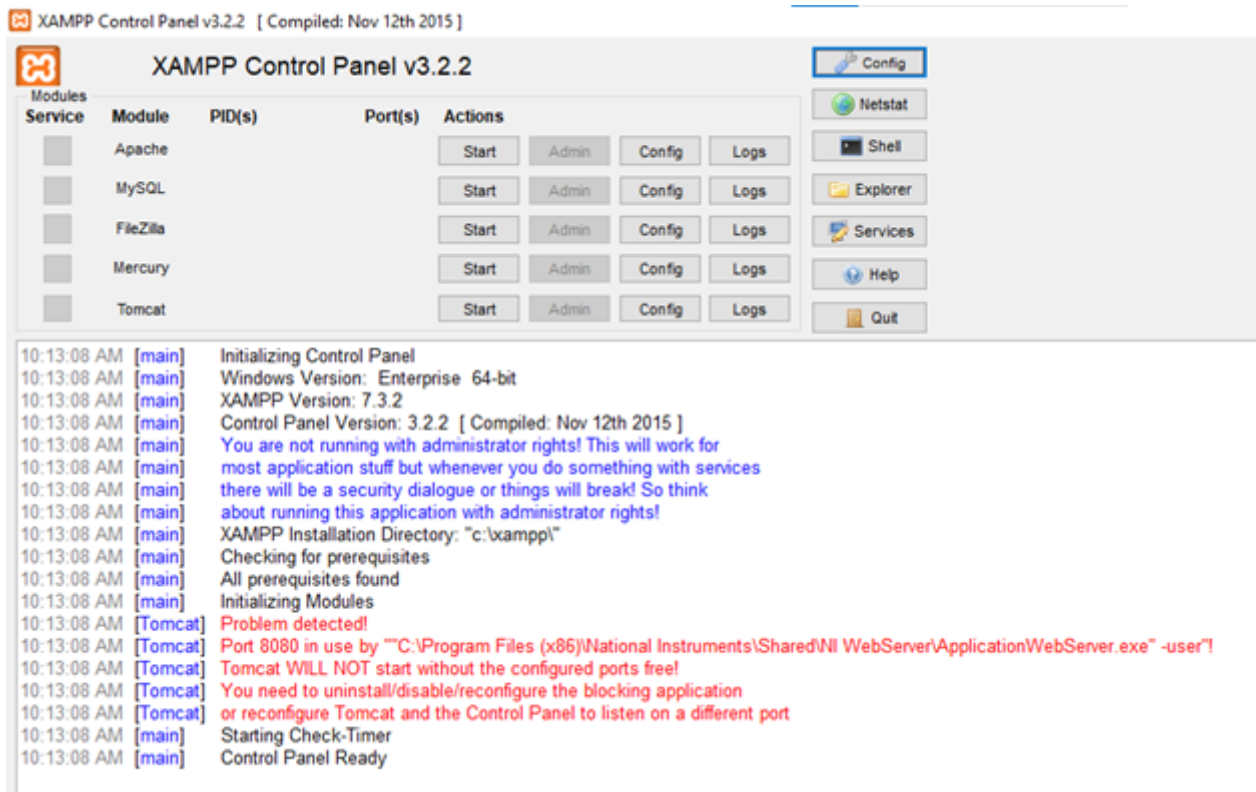 XAMPP Control Panel v3.2.2 [ Compiled: Nov 12th 2015 ]
XAMPP Control Panel v3.2.2
Config
Modules
Service Module PID(s) Port(s) Actions
Netstat
Apache Start Admin Config Logs
Shell
MySQL Start Admin Config Logs
Explorer
FileZilla Start Admin Config Logs
Services
Mercury Start Admin Config Logs
Help
Tomcat Start Admin Config Logs
Quit
10:13:08 AM [main] Initializing Control Panel
10:13:08 AM [main] Windows Version: Enterprise 64-bit
10:13:08 AM [main] XAMPP Version: 7.3.2
10:13:08 AM [main] Control Panel Version: 3.2.2 [ Compiled: Nov 12th 2015 ]
10:13:08 AM [main] You are not running with administrator rights! This will work for
10:13:08 AM [main] most application stuff but whenever you do something with services
10:13:08 AM [main] there will be a security dialogue or things will break! So think
10:13:08 AM [main] about running this application with administrator rights!
10:13:08 AM [main] XAMPP Installation Directory: "c:\xampp\"
10:13:08 AM [main] Checking for prerequisites
10:13:08 AM [main] All prerequisites found
10:13:08 AM [main] Initializing Modules
10:13:08 AM [Tomcat] Problem detected!
10:13:08 AM [Tomcat] Port 8080 in use by ""C:\Program Files (x86)\National Instruments\Shared\NI WebServer\ApplicationWebServer.exe" -user"!
10:13:08 AM [Tomcat] Tomcat WILL NOT start without the configured ports free!
10:13:08 AM [Tomcat] You need to uninstall/disable/reconfigure the blocking application
10:13:08 AM [Tomcat] or reconfigure Tomcat and the Control Panel to listen on a different port
10:13:08 AM [main] Starting Check-Timer
10:13:08 AM [main] Control Panel Ready